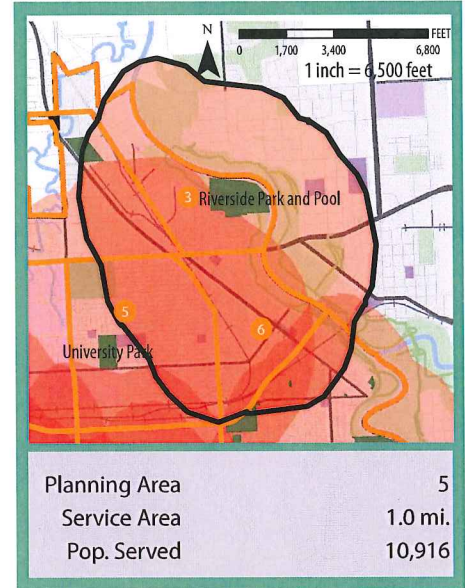 N
FEET
0 1,700 3,400 6,800
1 inch = 6,500 feet
3 Riverside Park and Pool
5
6
University Park
Planning Area 5
Service Area 1.0 mi.
Pop. Served 10,916